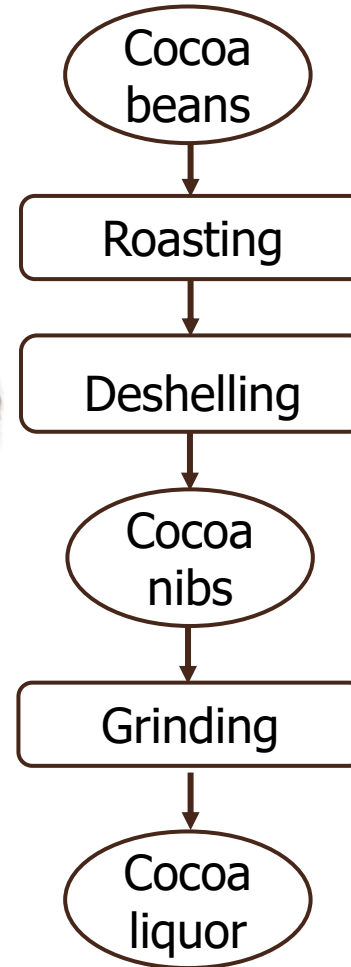 Cocoa
beans
Roasting
Deshelling
Cocoa
nibs
Grinding
Cocoa
liquor